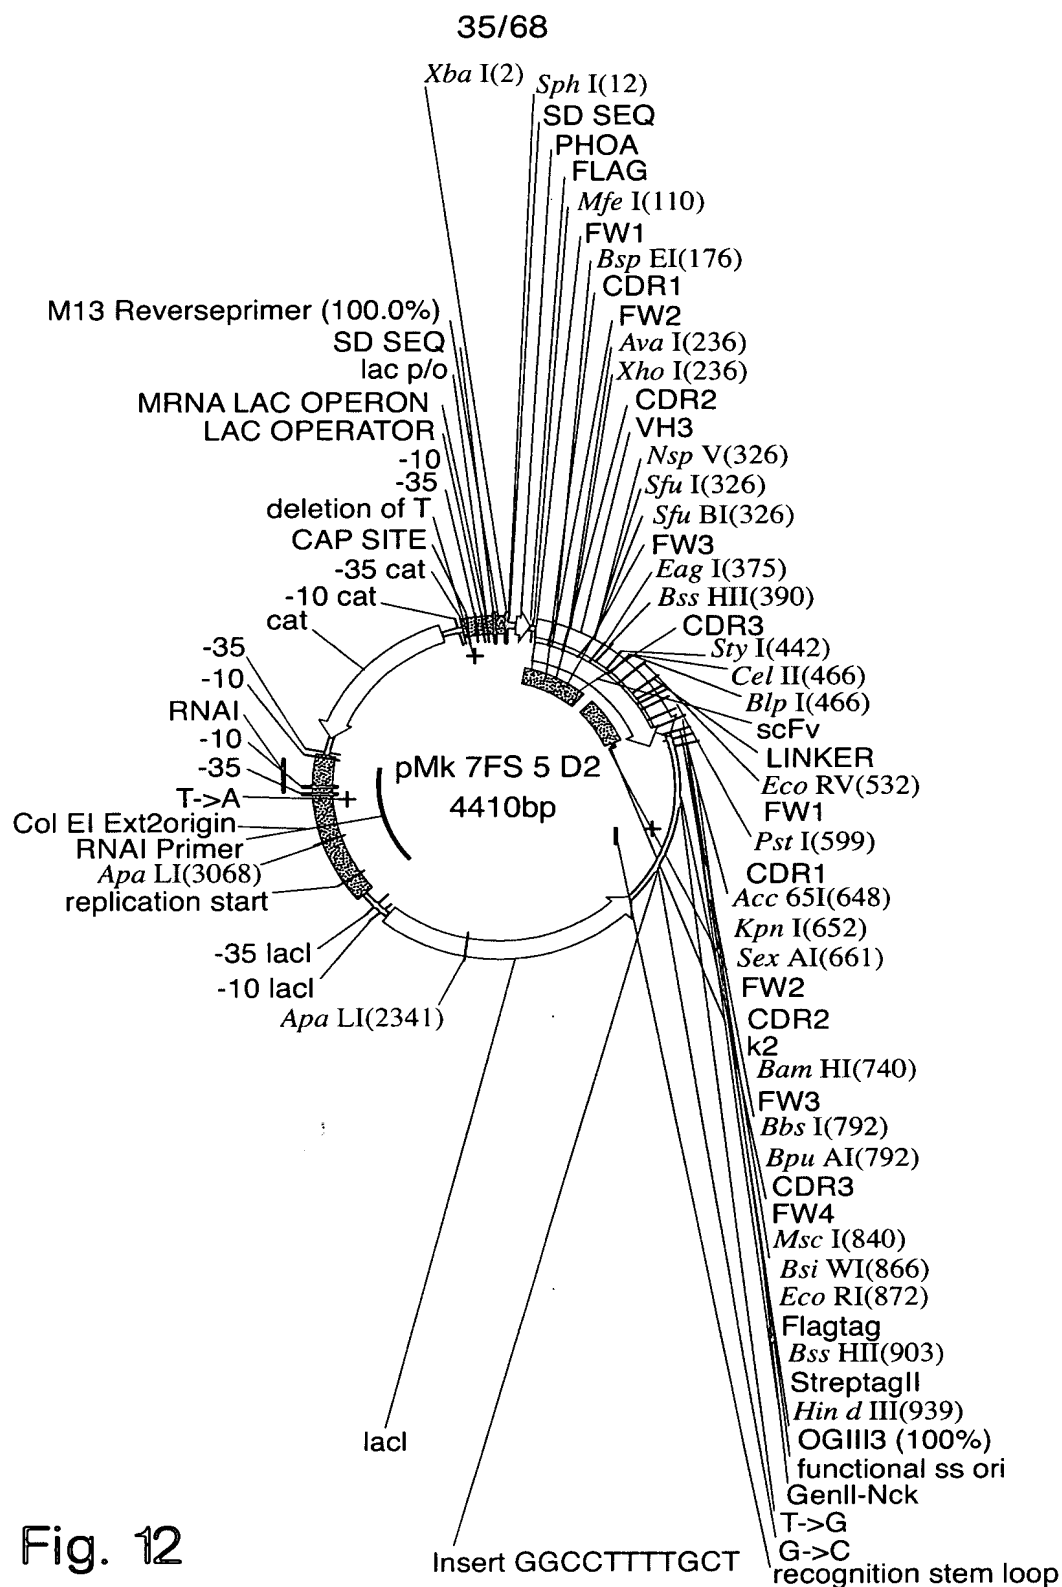 35/68
Xba I(2)
Sph I(12)
SD SEQ
PHOA
FLAG
Mfe I(110)
FW1
Bsp EI(176)
CDR1
FW2
Ava I(236)
Xho I(236)
CDR2
VH3
Nsp V(326)
Sfu I(326)
Sfu BI(326)
FW3
Eag I(375)
Bss HII(390)
CDR3
Sty I(442)
Cel II(466)
Blp I(466)
scFv
LINKER
Eco RV(532)
FW1
Pst I(599)
CDR1
Acc 65I(648)
Kpn I(652)
Sex AI(661)
FW2
CDR2
k2
Bam HI(740)
FW3
Bbs I(792)
Bpu AI(792)
CDR3
FW4
Msc I(840)
Bsi WI(866)
Eco RI(872)
Flagtag
Bss HII(903)
StreptagII
Hin d III(939)
OGIII3 (100%)
functional ss ori
GenII-Nck
T->G
G->C
recognition stem loop
M13 Reverseprimer (100.0%)
SD SEQ
lac p/o
MRNA LAC OPERON
LAC OPERATOR
-10
-35
deletion of T
CAP SITE
-35 cat
-10 cat
cat
-35
-10
RNAI
-10
-35
T->A
Col EI Ext2origin
RNAI Primer
Apa LI(3068)
replication start
-35 lacI
-10 lacI
Apa LI(2341)
pMk 7FS 5 D2
4410bp
lacI
Insert GGCCTTTTGCT
Fig. 12